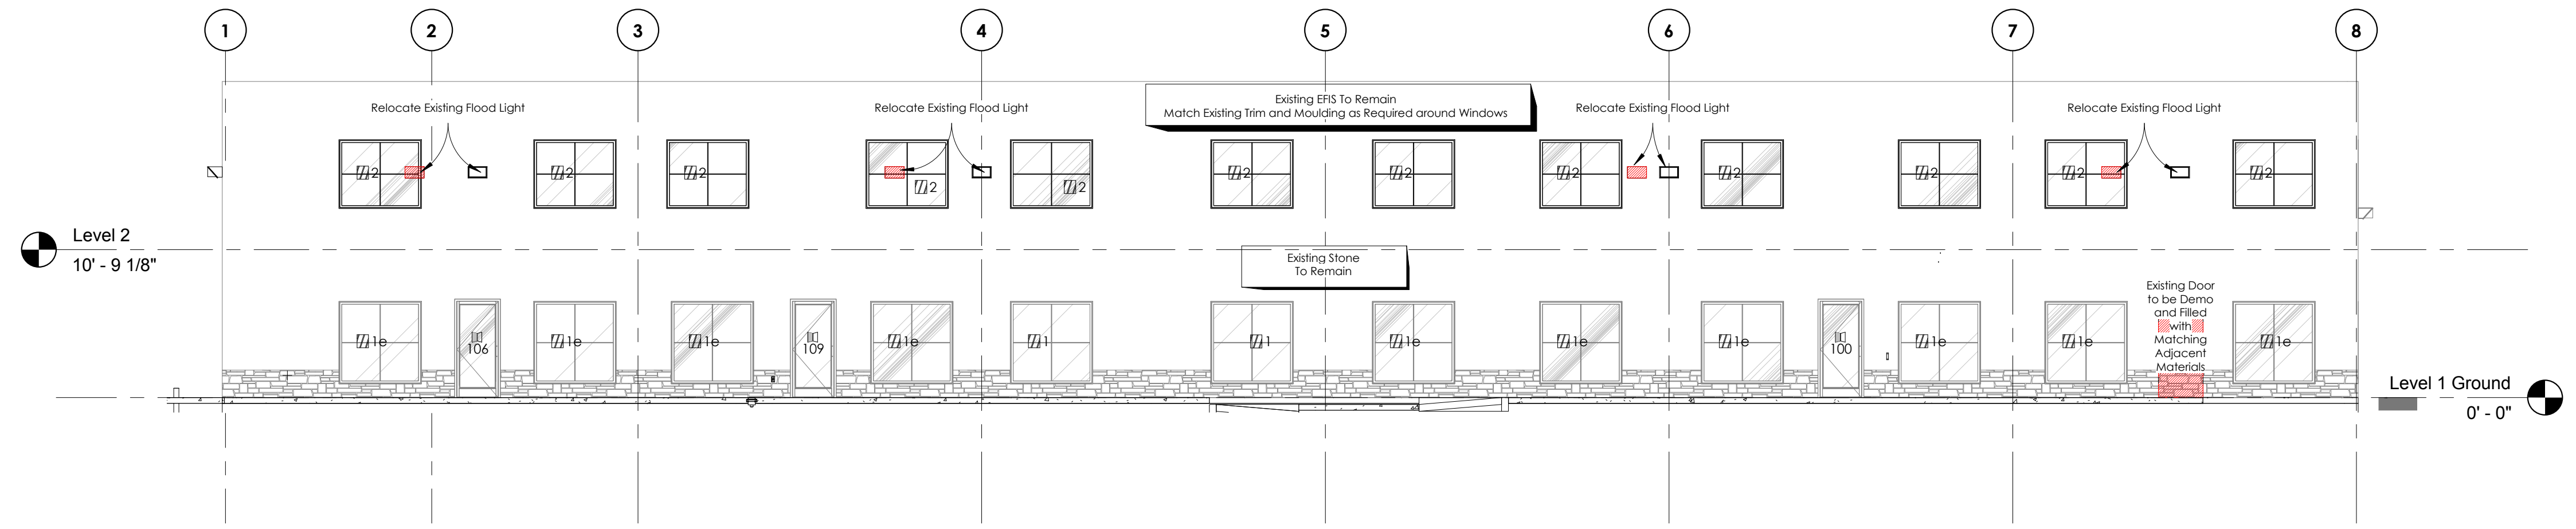 1 2 3 4 5 6 7 8
Relocate Existing Flood Light
Relocate Existing Flood Light
Existing EFIS To Remain
Match Existing Trim and Moulding as Required around Windows
Relocate Existing Flood Light
Relocate Existing Flood Light
2 2 2 2 2 2 2 2 2 2 2 2
Level 2
10' - 9 1/8"
Existing Stone
To Remain
Existing Door
to be Demo
and Filled
with
Matching
Adjacent
Materials
1e 106 1e 1e 109 1e 1 1 1e 1e 1e 100 1e 1e 1e
Level 1 Ground
0' - 0"